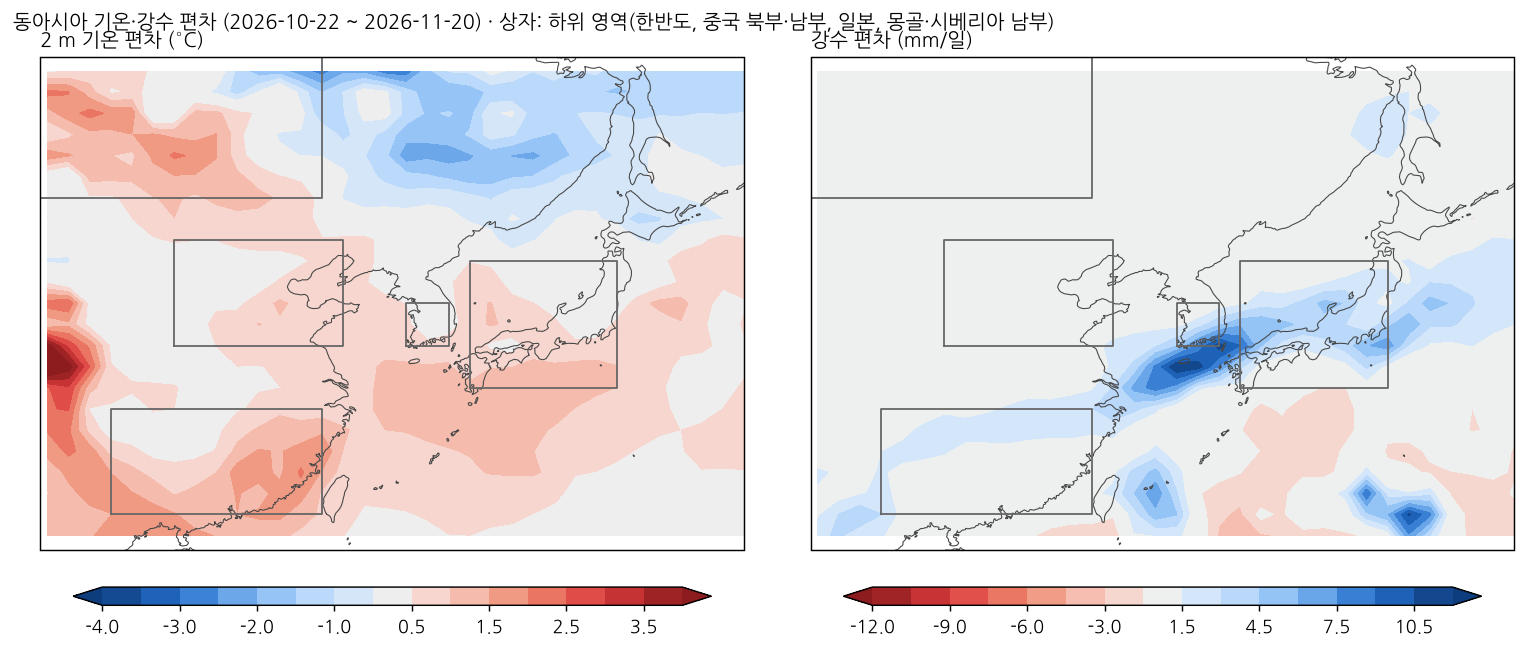 동아시아 기온·강수 편차 (2026-10-22 ~ 2026-11-20) · 상자: 하위 영역(한반도, 중국 북부·남부, 일본, 몽골·시베리아 남부)
2 m 기온 편차 (°C)
강수 편차 (mm/일)
-4.0 -3.0 -2.0 -1.0 0.5 1.5 2.5 3.5
-12.0 -9.0 -6.0 -3.0 1.5 4.5 7.5 10.5